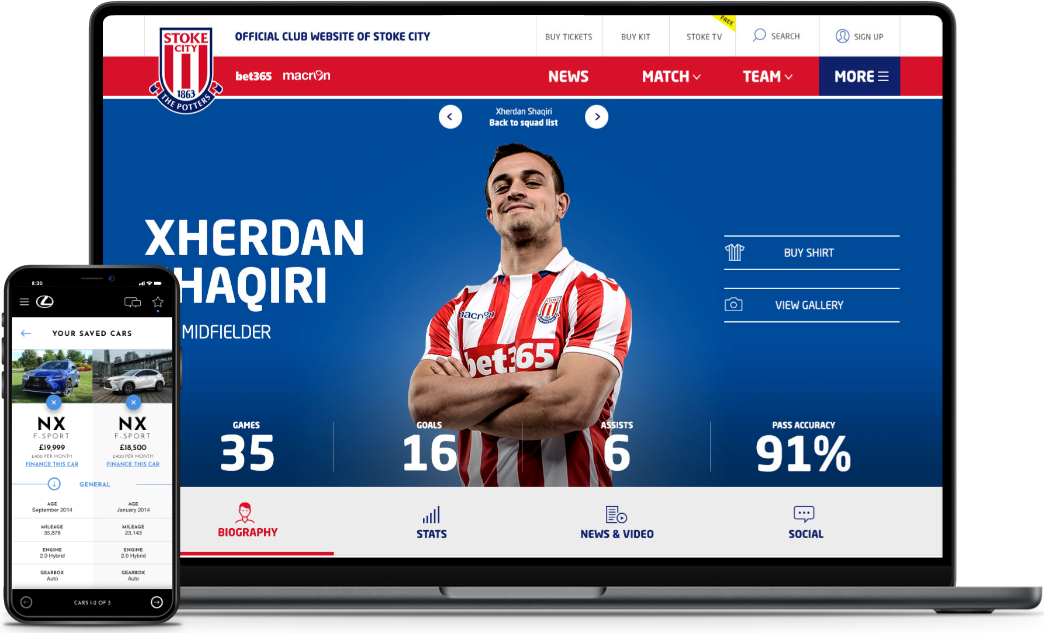 OFFICIAL CLUB WEBSITE OF STOKE CITY
BUY TICKETS
BUY KIT
STOKE TV
FREE
SEARCH
SIGN UP
STOKE
CITY
1863
THE POTTERS
bet365 macron
NEWS
MATCH
TEAM
MORE
Xherdan Shaqiri
Back to squad list
XHERDAN
HAQIRI
MIDFIELDER
BUY SHIRT
VIEW GALLERY
macron
bet365
GAMES
35
GOALS
16
ASSISTS
6
PASS ACCURACY
91%
BIOGRAPHY
STATS
NEWS & VIDEO
SOCIAL
8:30
YOUR SAVED CARS
NX
F-SPORT
£19,999
£400 PER MONTH
FINANCE THIS CAR
NX
F-SPORT
£18,500
£400 PER MONTH
FINANCE THIS CAR
GENERAL
AGE
September 2014
AGE
January 2014
MILEAGE
35,876
MILEAGE
23,143
ENGINE
2.0 Hybrid
ENGINE
2.0 Hybrid
GEARBOX
Auto
GEARBOX
Auto
CARS 1-2 OF 3